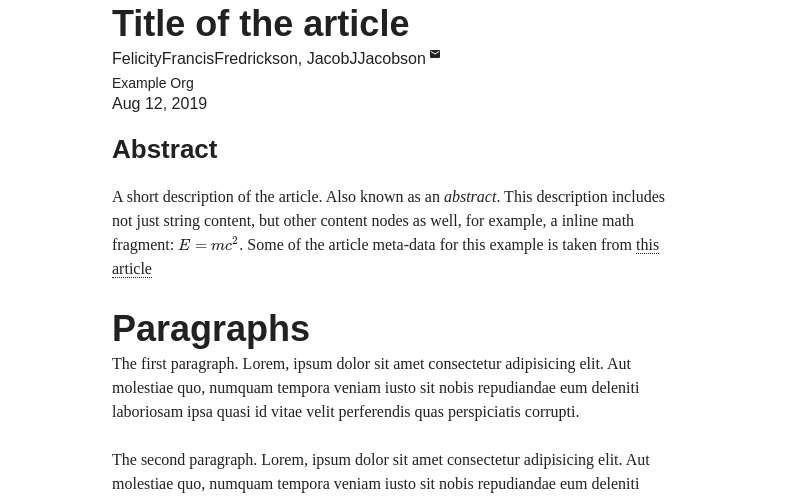 Title of the article
FelicityFrancisFredrickson, JacobJJacobson
Example Org
Aug 12, 2019
Abstract
A short description of the article. Also known as an abstract. This description includes
not just string content, but other content nodes as well, for example, a inline math
fragment: E = mc². Some of the article meta-data for this example is taken from this
article
Paragraphs
The first paragraph. Lorem, ipsum dolor sit amet consectetur adipisicing elit. Aut
molestiae quo, numquam tempora veniam iusto sit nobis repudiandae eum deleniti
laboriosam ipsa quasi id vitae velit perferendis quas perspiciatis corrupti.
The second paragraph. Lorem, ipsum dolor sit amet consectetur adipisicing elit. Aut
molestiae quo, numquam tempora veniam iusto sit nobis repudiandae eum deleniti